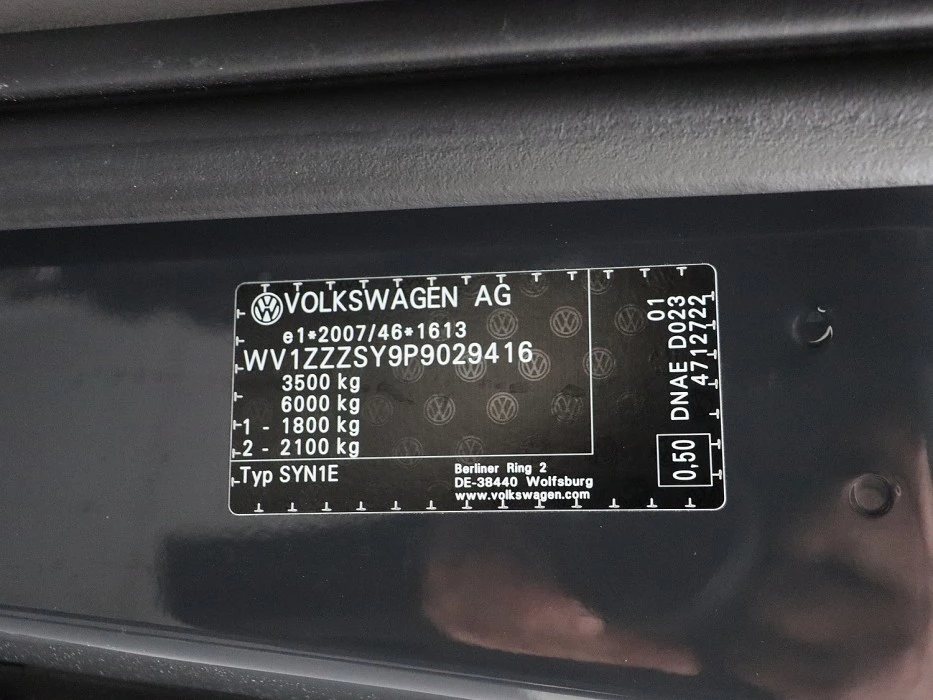 VOLKSWAGEN AG
e1*2007/46*1613
WV1ZZZSY9P9029416
3500 kg
6000 kg
1 - 1800 kg
2 - 2100 kg
Typ SYN1E
Berliner Ring 2
DE-38440 Wolfsburg
www.volkswagen.com
01
DNAE D023
4712722
0,50